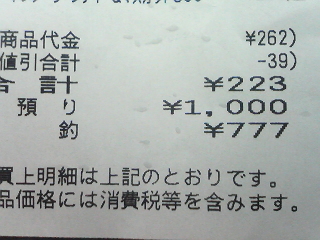 商品代金 ¥262)
値引合計 -39)
合計 ¥223
預り ¥1,000
釣 ¥777
買上明細は上記のとおりです。
品価格には消費税等を含みます。